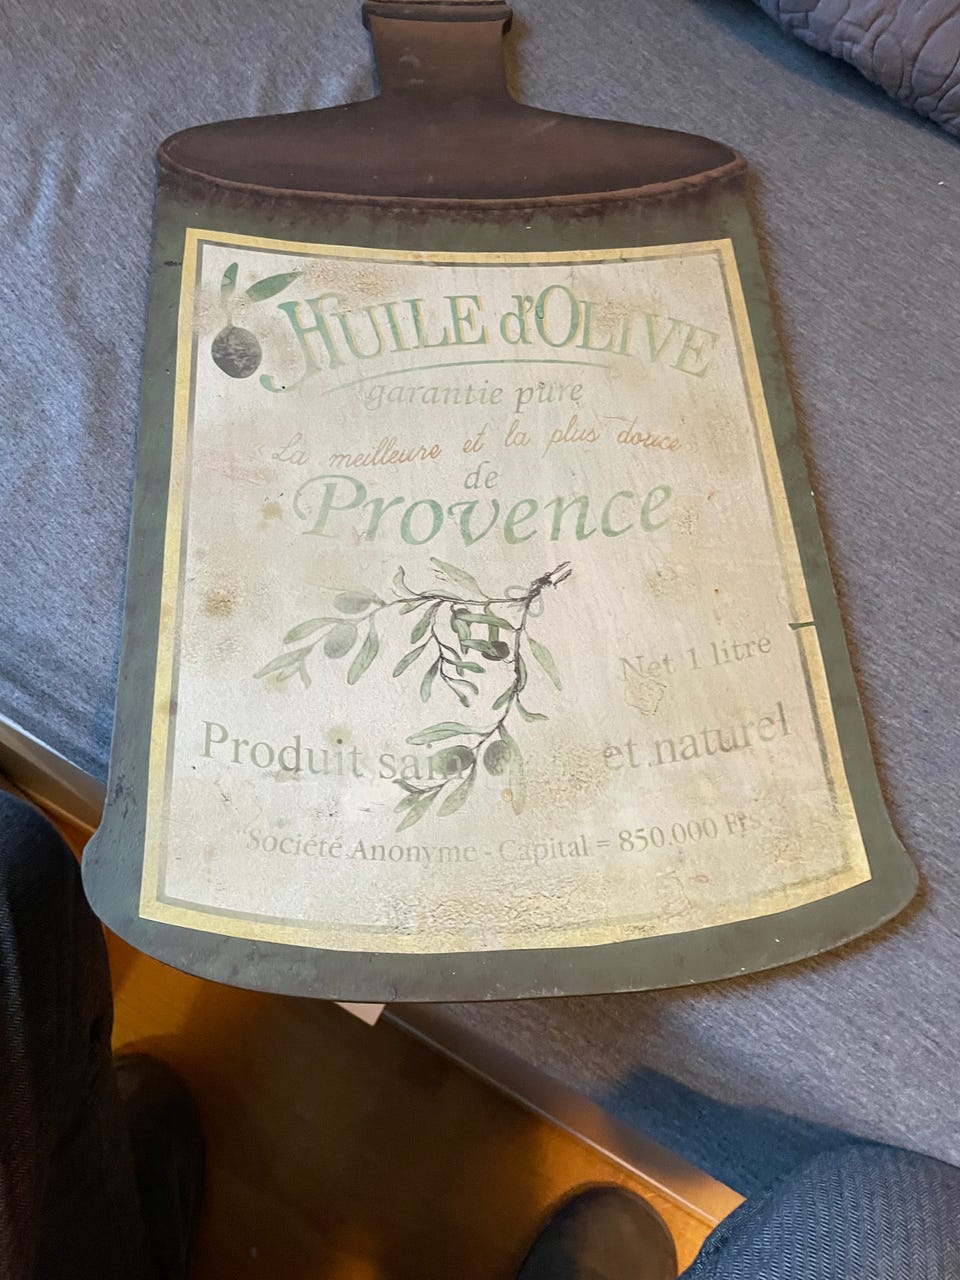 HUILE d'OLIVE
garantie pure
La meilleure et la plus douce
de
Provence
Net 1 litre
Produit sain et naturel
Société Anonyme - Capital = 850.000 Frs